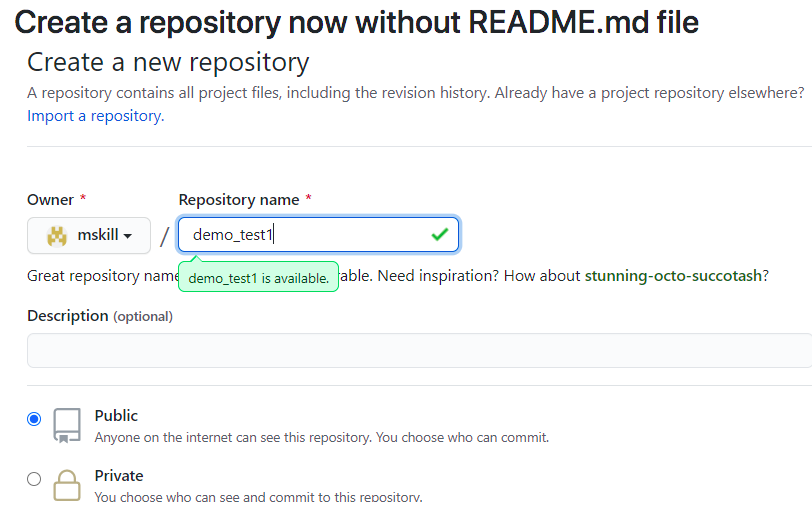 Create a repository now without README.md file
Create a new repository
A repository contains all project files, including the revision history. Already have a project repository elsewhere?
Import a repository.
Owner * Repository name *
mskill / demo_test1
Great repository name rable. Need inspiration? How about stunning-octo-succotash?
demo_test1 is available.
Description (optional)
Public
Anyone on the internet can see this repository. You choose who can commit.
Private
You choose who can see and commit to this repository.